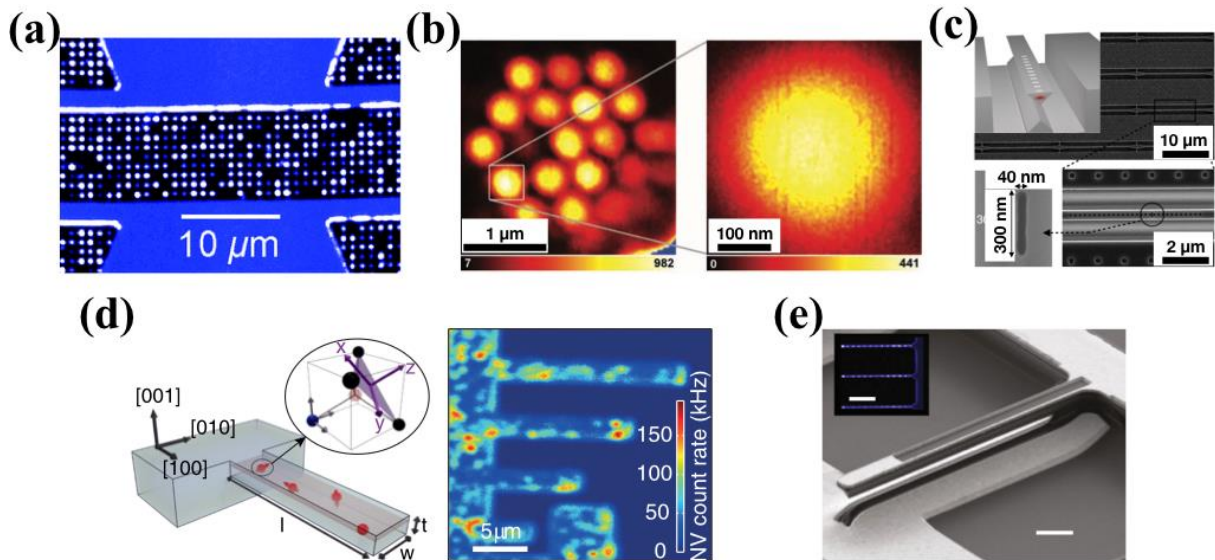 (a)
10 µm
(b)
1 µm
7
982
100 nm
0
441
(c)
10 µm
40 nm
300 nm
2 µm
(d)
[001]
[010]
[100]
x
z
y
l
w
t
5µm
NV count rate (kHz)
150
100
50
0
(e)